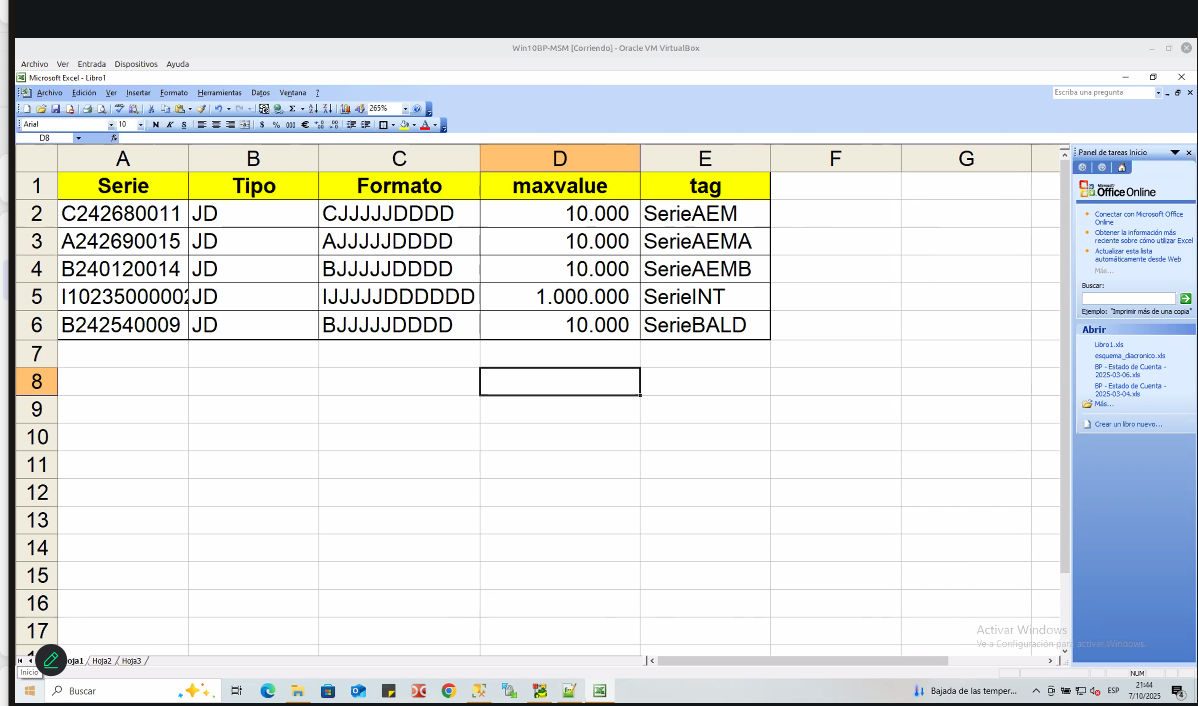 Win10BP-MSM [Corriendo] - Oracle VM VirtualBox
Archivo Ver Entrada Dispositivos Ayuda
Microsoft Excel - Libro1
Archivo Edición Ver Insertar Formato Herramientas Datos Ventana ?
Escriba una pregunta
265%
Arial 10 N K S
D8 fx
A B C D E F G
1 Serie Tipo Formato maxvalue tag
2 C242680011 JD CJJJJJDDDD 10.000 SerieAEM
3 A242690015 JD AJJJJJDDDD 10.000 SerieAEMA
4 B240120014 JD BJJJJJDDDD 10.000 SerieAEMB
5 I1023500000 JD IJJJJJDDDDDD 1.000.000 SerieINT
6 B242540009 JD BJJJJJDDDD 10.000 SerieBALD
7
8
9
10
11
12
13
14
15
16
17
Panel de tareas Inicio
Microsoft
Office Online
Conectar con Microsoft Office
Online
Obtener la información más
reciente sobre cómo utilizar Excel
Actualizar esta lista
automáticamente desde Web
Más...
Buscar:
Ejemplo: "Imprimir más de una copia"
Abrir
Libro1.xls
esquema_diacronico.xls
BP - Estado de Cuenta -
2025-03-06.xls
BP - Estado de Cuenta -
2025-03-04.xls
Más...
Crear un libro nuevo...
Activar Windows
Ve a Configuración para activar Windows.
oja1 Hoja2 Hoja3
Inicio
NUM
Buscar
Bajada de las temper...
ESP
21:44
7/10/2025
4